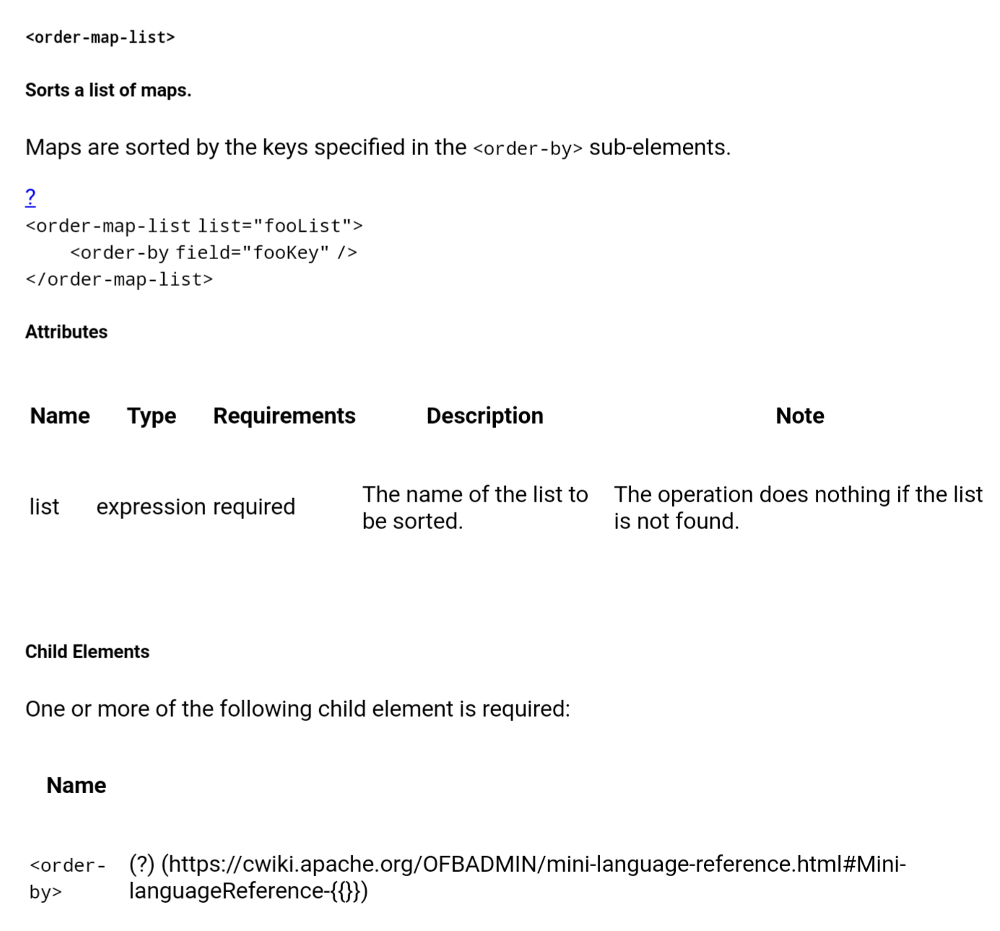 <order-map-list>
Sorts a list of maps.
Maps are sorted by the keys specified in the <order-by> sub-elements.
?
<order-map-list list="fooList">
<order-by field="fooKey" />
</order-map-list>
Attributes
Name Type Requirements Description Note
list expression required The name of the list to be sorted. The operation does nothing if the list is not found.
Child Elements
One or more of the following child element is required:
Name
<order-by> (?) (https://cwiki.apache.org/OFBADMIN/mini-language-reference.html#Mini-languageReference-{{}})